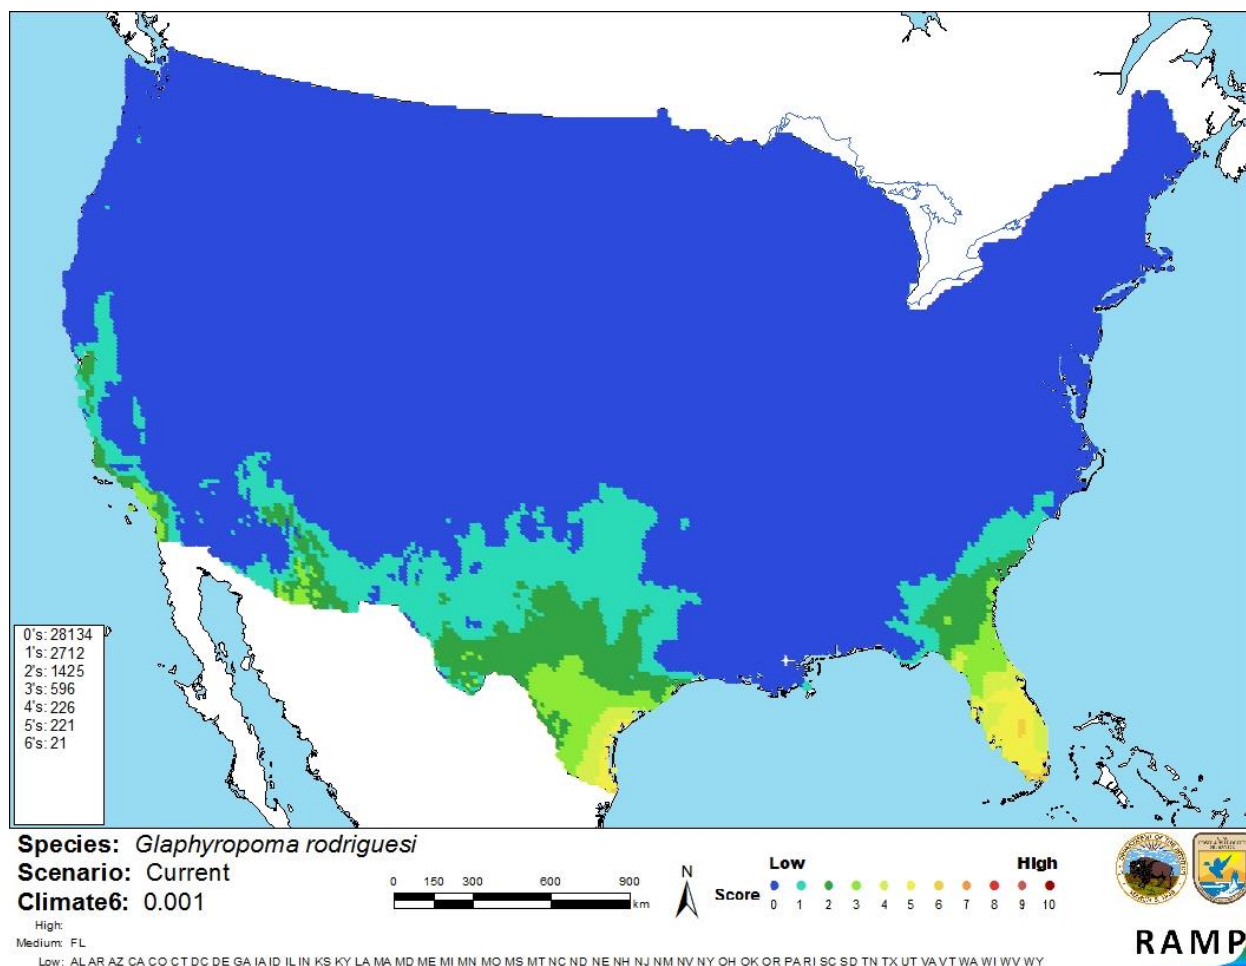 0's: 28134
1's: 2712
2's: 1425
3's: 596
4's: 226
5's: 221
6's: 21
Species: Glaphyropoma rodriguesi
Scenario: Current
Climate6: 0.001
High:
Medium: FL
Low: AL AR AZ CA CO CT DC DE GA IA ID IL IN KS KY LA MA MD ME MI MN MO MS MT NC ND NE NH NJ NM NV NY OH OK OR PA RI SC SD TN TX UT VA VT WA WI WV WY
0 150 300 600 900
km
N
Low High
Score
0 1 2 3 4 5 6 7 8 9 10
RAMP